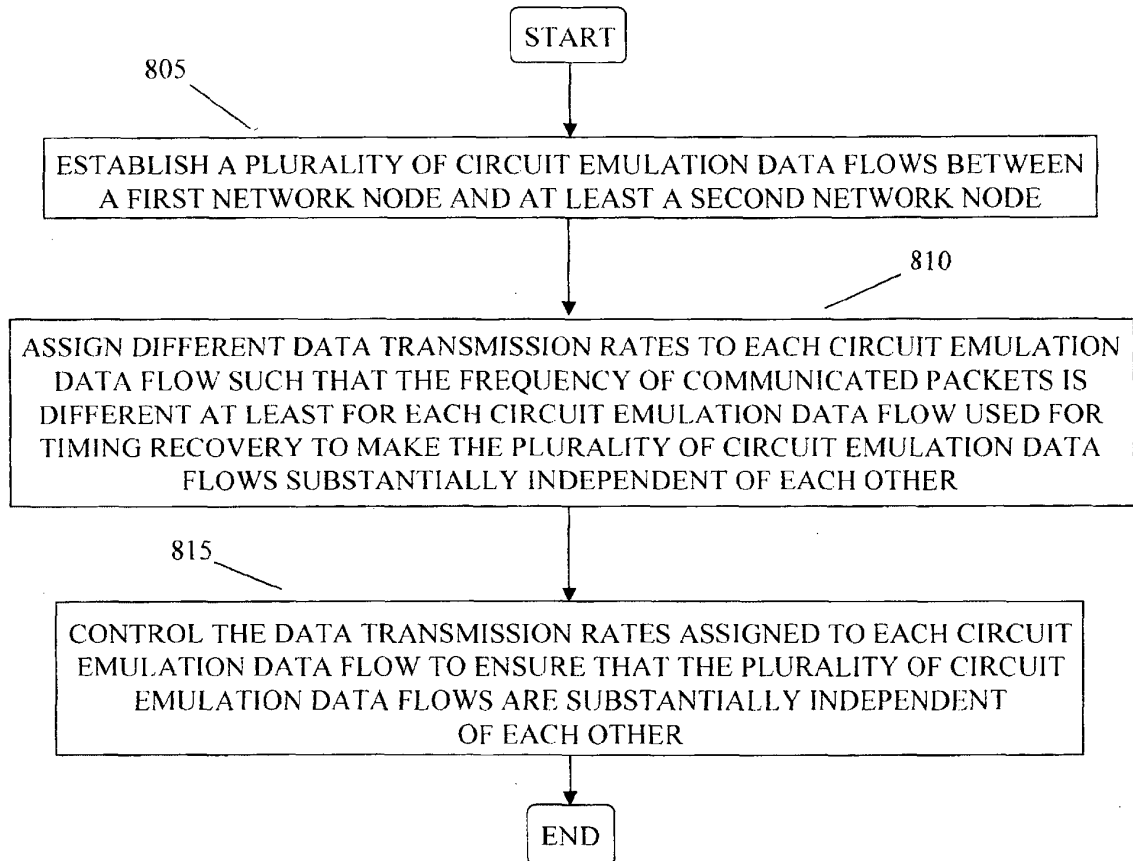 START
805
ESTABLISH A PLURALITY OF CIRCUIT EMULATION DATA FLOWS BETWEEN
A FIRST NETWORK NODE AND AT LEAST A SECOND NETWORK NODE
810
ASSIGN DIFFERENT DATA TRANSMISSION RATES TO EACH CIRCUIT EMULATION
DATA FLOW SUCH THAT THE FREQUENCY OF COMMUNICATED PACKETS IS
DIFFERENT AT LEAST FOR EACH CIRCUIT EMULATION DATA FLOW USED FOR
TIMING RECOVERY TO MAKE THE PLURALITY OF CIRCUIT EMULATION DATA
FLOWS SUBSTANTIALLY INDEPENDENT OF EACH OTHER
815
CONTROL THE DATA TRANSMISSION RATES ASSIGNED TO EACH CIRCUIT
EMULATION DATA FLOW TO ENSURE THAT THE PLURALITY OF CIRCUIT
EMULATION DATA FLOWS ARE SUBSTANTIALLY INDEPENDENT
OF EACH OTHER
END